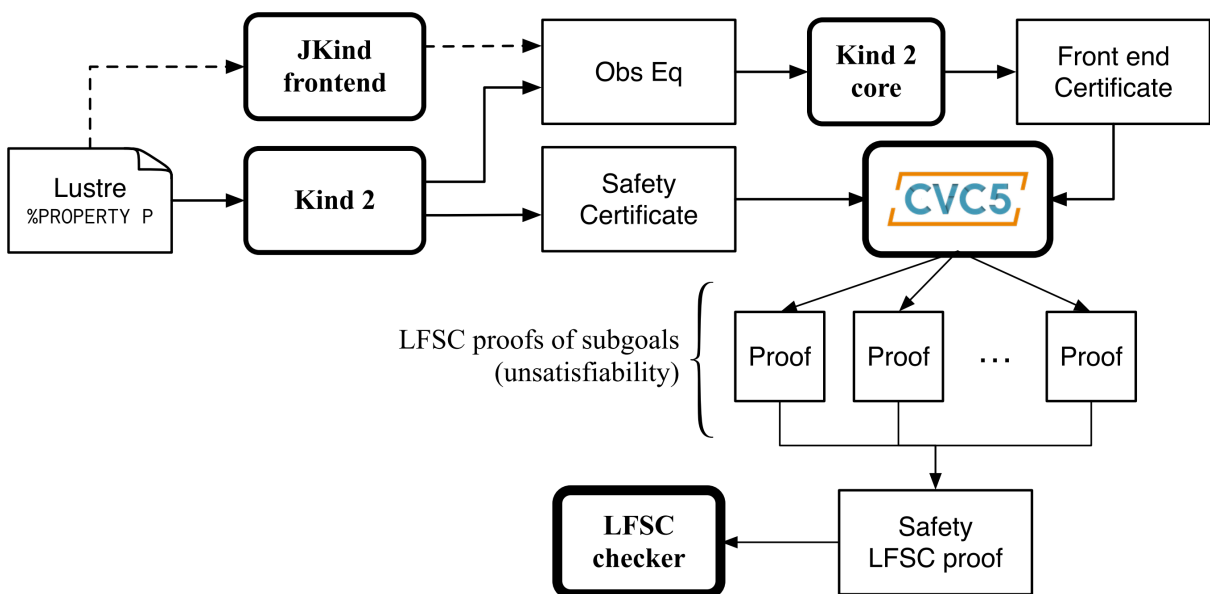 JKind
frontend
Obs Eq
Kind 2
core
Front end
Certificate
Lustre
%PROPERTY P
Kind 2
Safety
Certificate
CVC5
LFSC proofs of subgoals
(unsatisfiability)
Proof
Proof
...
Proof
LFSC
checker
Safety
LFSC proof